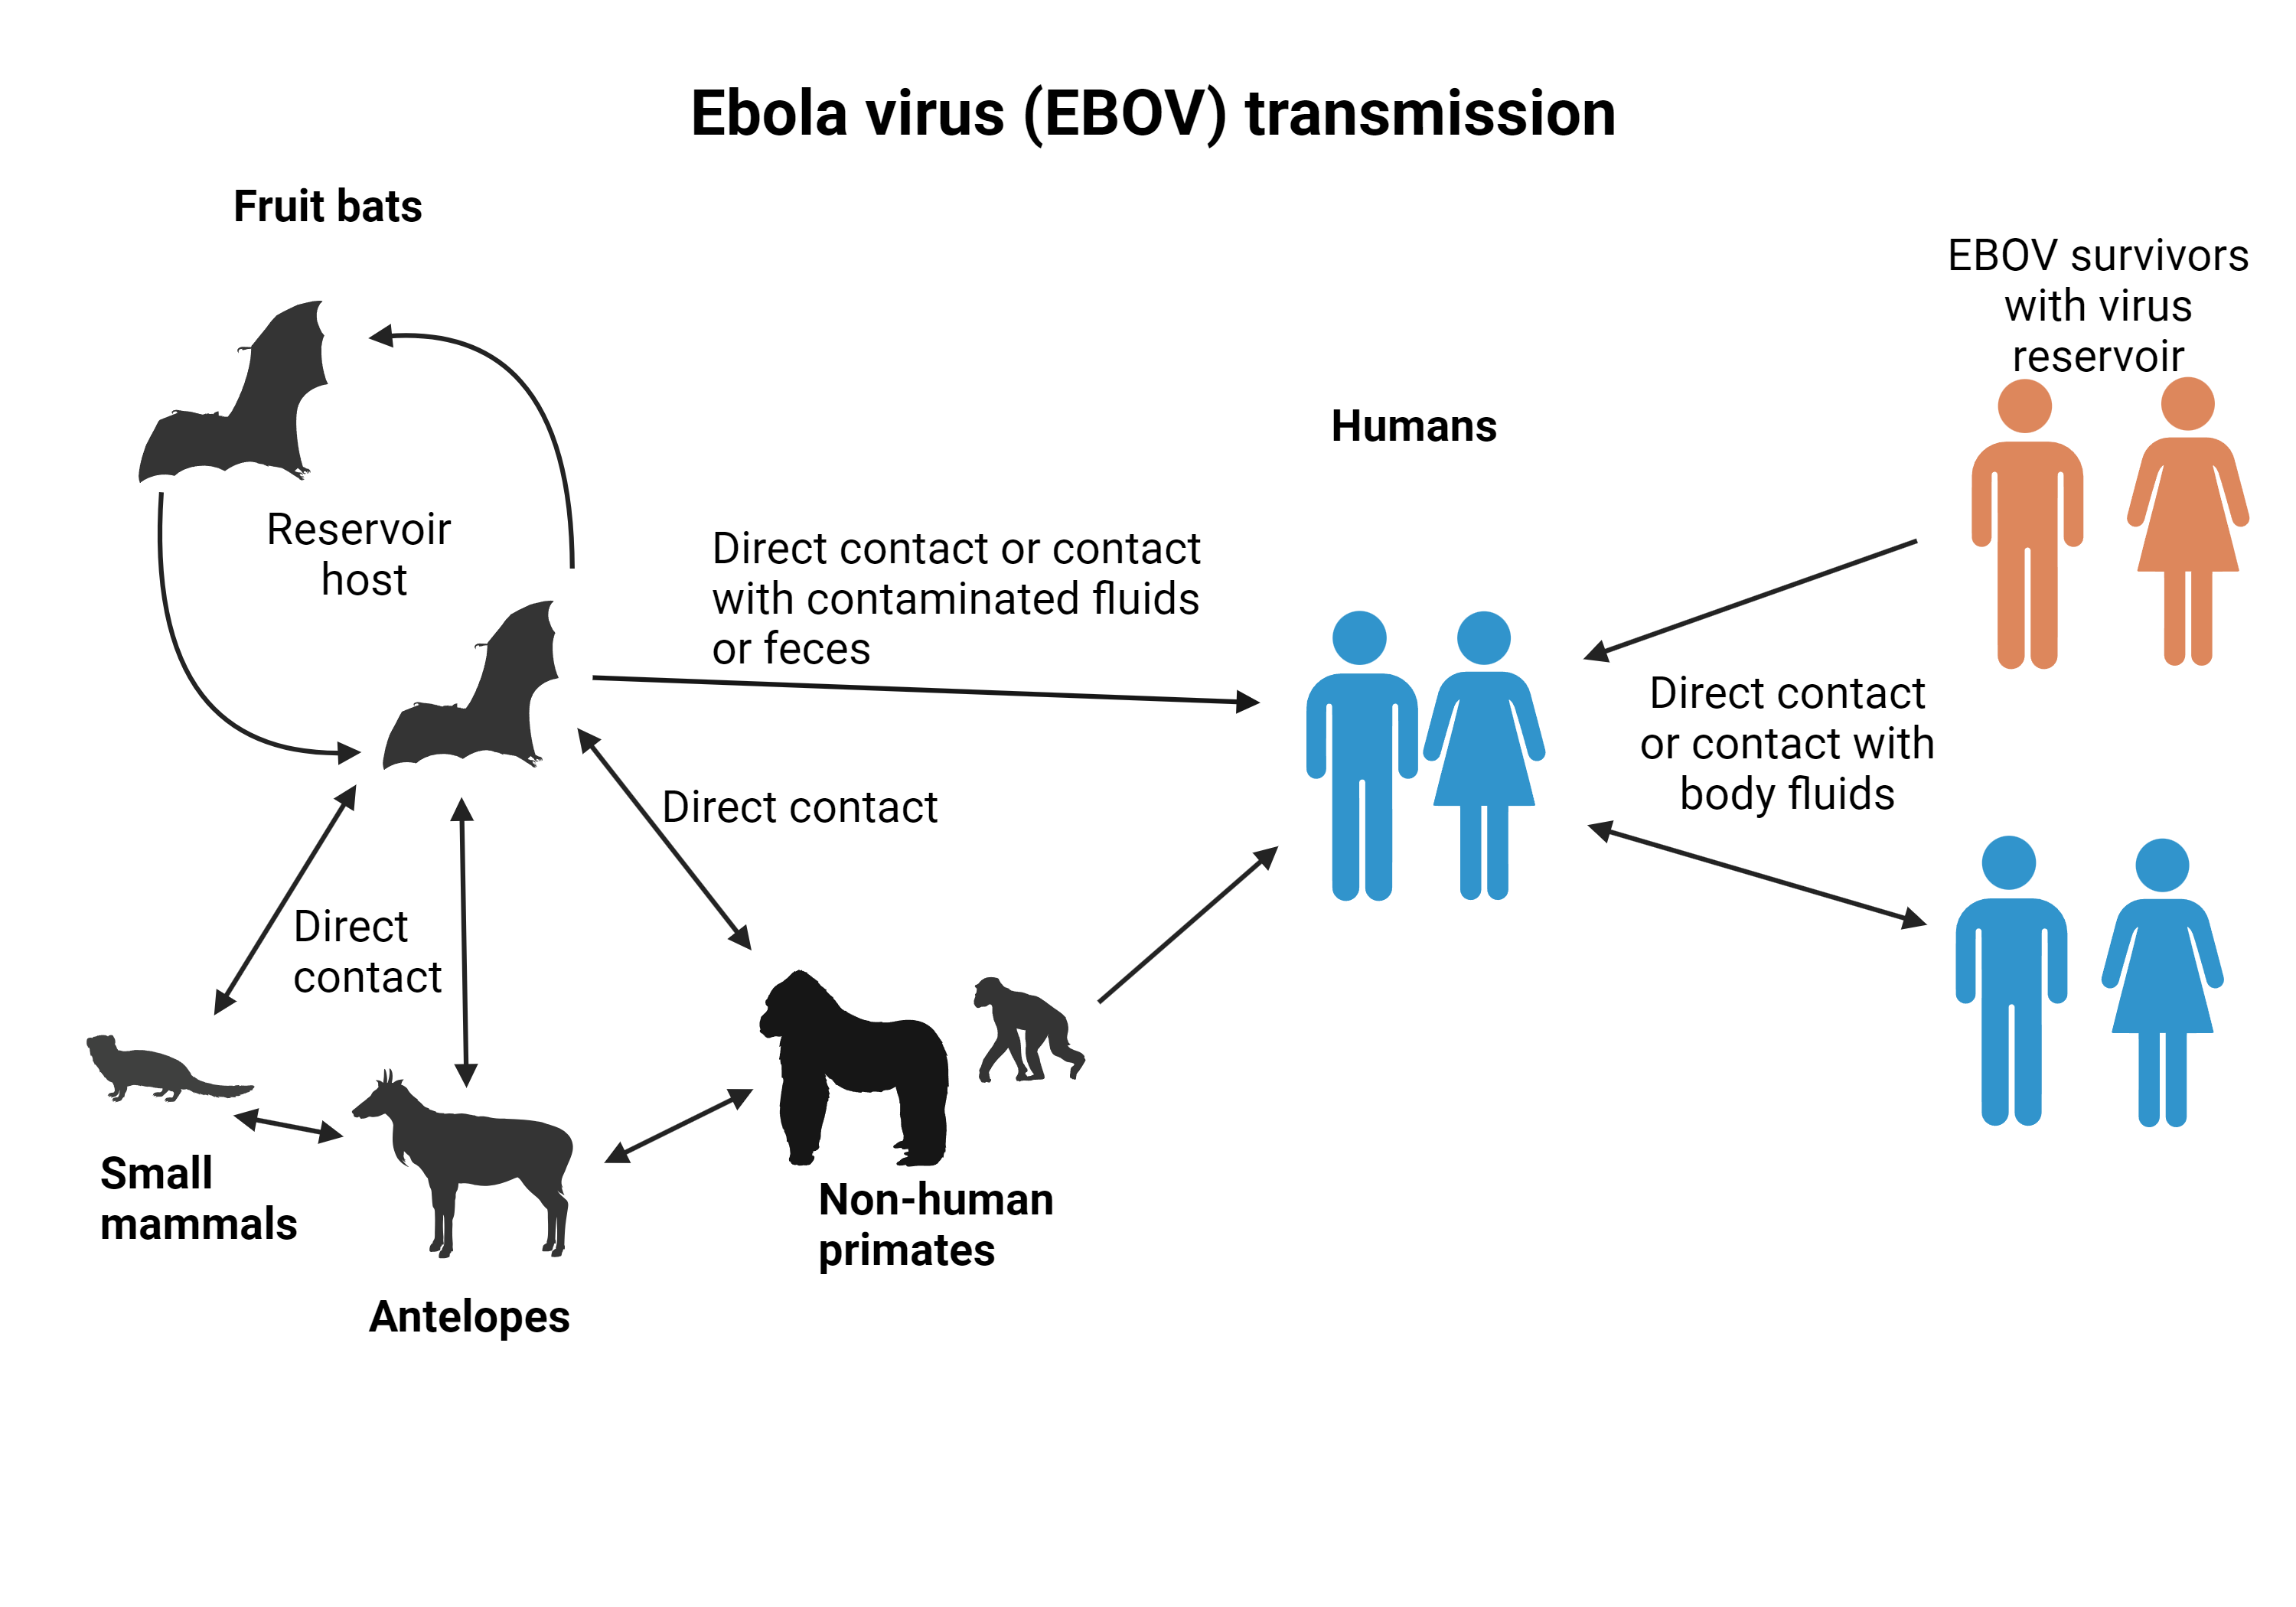 Ebola virus (EBOV) transmission
Fruit bats
Reservoir
host
Direct contact or contact
with contaminated fluids
or feces
Direct contact
Direct
contact
Small
mammals
Antelopes
Non-human
primates
Humans
EBOV survivors
with virus
reservoir
Direct contact
or contact with
body fluids